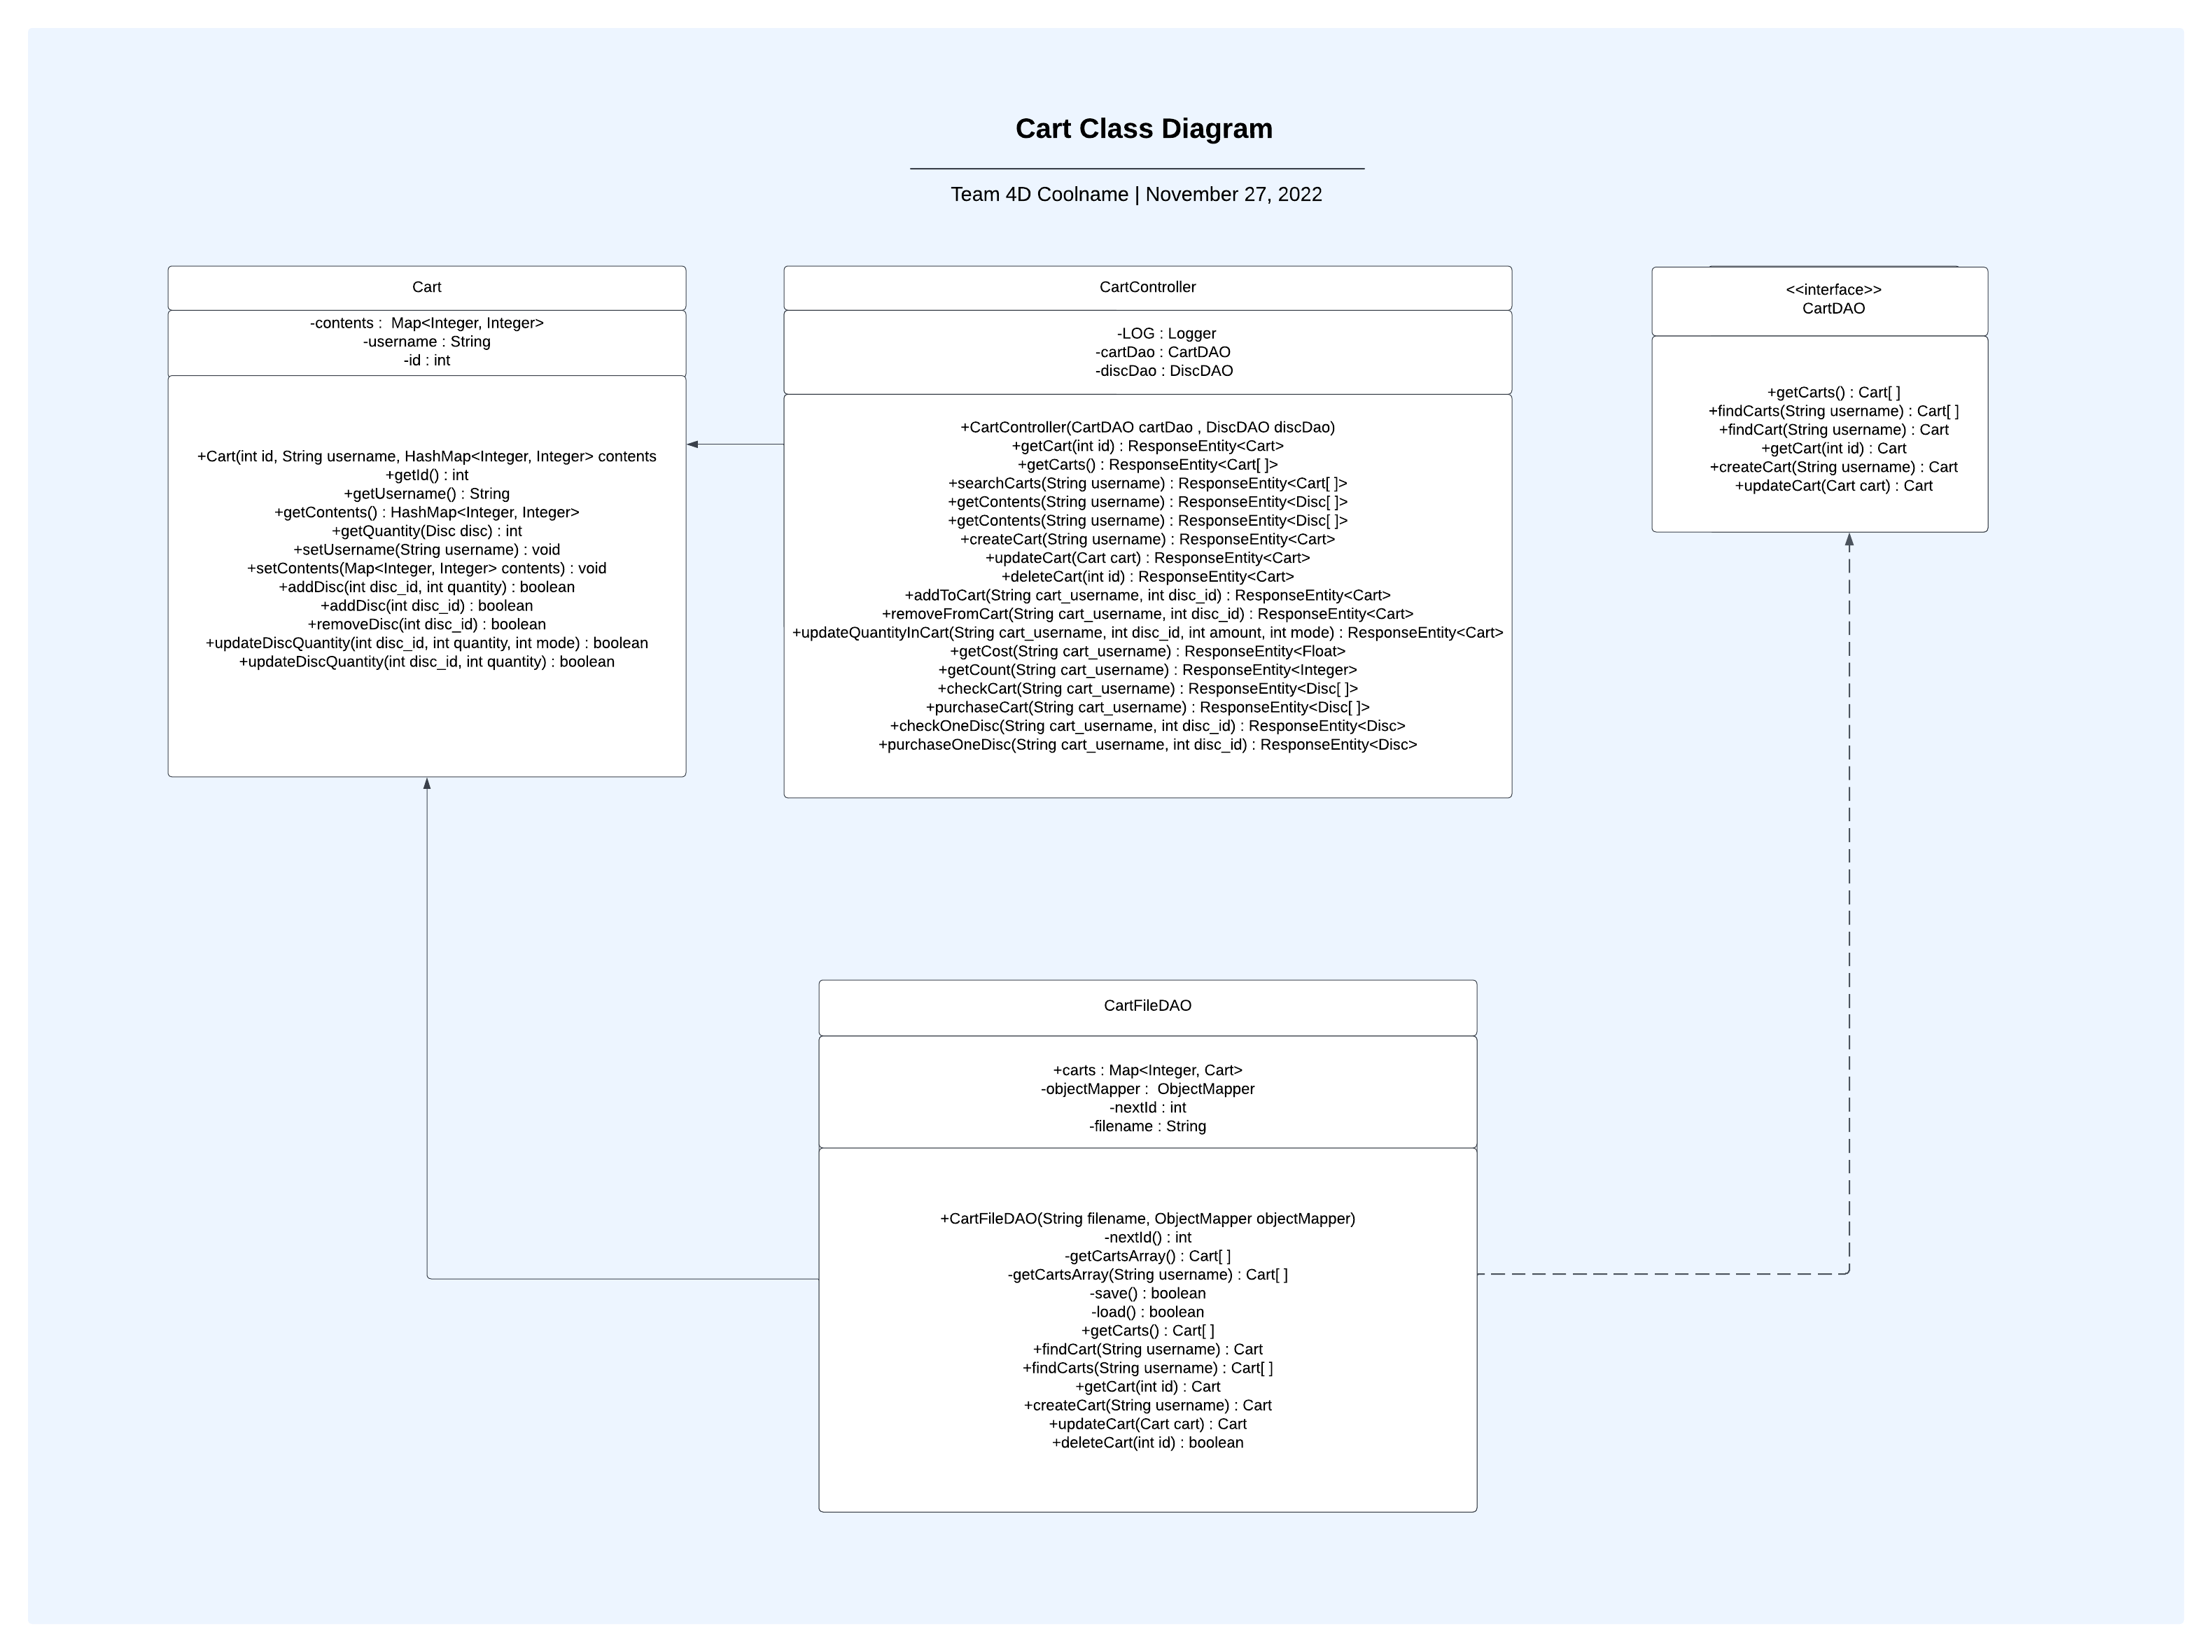 Cart Class Diagram
Team 4D Coolname | November 27, 2022
Cart
-contents :  Map<Integer, Integer>
-username : String
-id : int
+Cart(int id, String username, HashMap<Integer, Integer> contents
+getId() : int
+getUsername() : String
+getContents() : HashMap<Integer, Integer>
+getQuantity(Disc disc) : int
+setUsername(String username) : void
+setContents(Map<Integer, Integer> contents) : void
+addDisc(int disc_id, int quantity) : boolean
+addDisc(int disc_id) : boolean
+removeDisc(int disc_id) : boolean
+updateDiscQuantity(int disc_id, int quantity, int mode) : boolean
+updateDiscQuantity(int disc_id, int quantity) : boolean
CartController
-LOG : Logger
-cartDao : CartDAO
-discDao : DiscDAO
+CartController(CartDAO cartDao , DiscDAO discDao)
+getCart(int id) : ResponseEntity<Cart>
+getCarts() : ResponseEntity<Cart[ ]>
+searchCarts(String username) : ResponseEntity<Cart[ ]>
+getContents(String username) : ResponseEntity<Disc[ ]>
+getContents(String username) : ResponseEntity<Disc[ ]>
+createCart(String username) : ResponseEntity<Cart>
+updateCart(Cart cart) : ResponseEntity<Cart>
+deleteCart(int id) : ResponseEntity<Cart>
+addToCart(String cart_username, int disc_id) : ResponseEntity<Cart>
+removeFromCart(String cart_username, int disc_id) : ResponseEntity<Cart>
+updateQuantityInCart(String cart_username, int disc_id, int amount, int mode) : ResponseEntity<Cart>
+getCost(String cart_username) : ResponseEntity<Float>
+getCount(String cart_username) : ResponseEntity<Integer>
+checkCart(String cart_username) : ResponseEntity<Disc[ ]>
+purchaseCart(String cart_username) : ResponseEntity<Disc[ ]>
+checkOneDisc(String cart_username, int disc_id) : ResponseEntity<Disc>
+purchaseOneDisc(String cart_username, int disc_id) : ResponseEntity<Disc>
<<interface>>
CartDAO
+getCarts() : Cart[ ]
+findCarts(String username) : Cart[ ]
+findCart(String username) : Cart
+getCart(int id) : Cart
+createCart(String username) : Cart
+updateCart(Cart cart) : Cart
CartFileDAO
+carts : Map<Integer, Cart>
-objectMapper :  ObjectMapper
-nextId : int
-filename : String
+CartFileDAO(String filename, ObjectMapper objectMapper)
-nextId() : int
-getCartsArray() : Cart[ ]
-getCartsArray(String username) : Cart[ ]
-save() : boolean
-load() : boolean
+getCarts() : Cart[ ]
+findCart(String username) : Cart
+findCarts(String username) : Cart[ ]
+getCart(int id) : Cart
+createCart(String username) : Cart
+updateCart(Cart cart) : Cart
+deleteCart(int id) : boolean